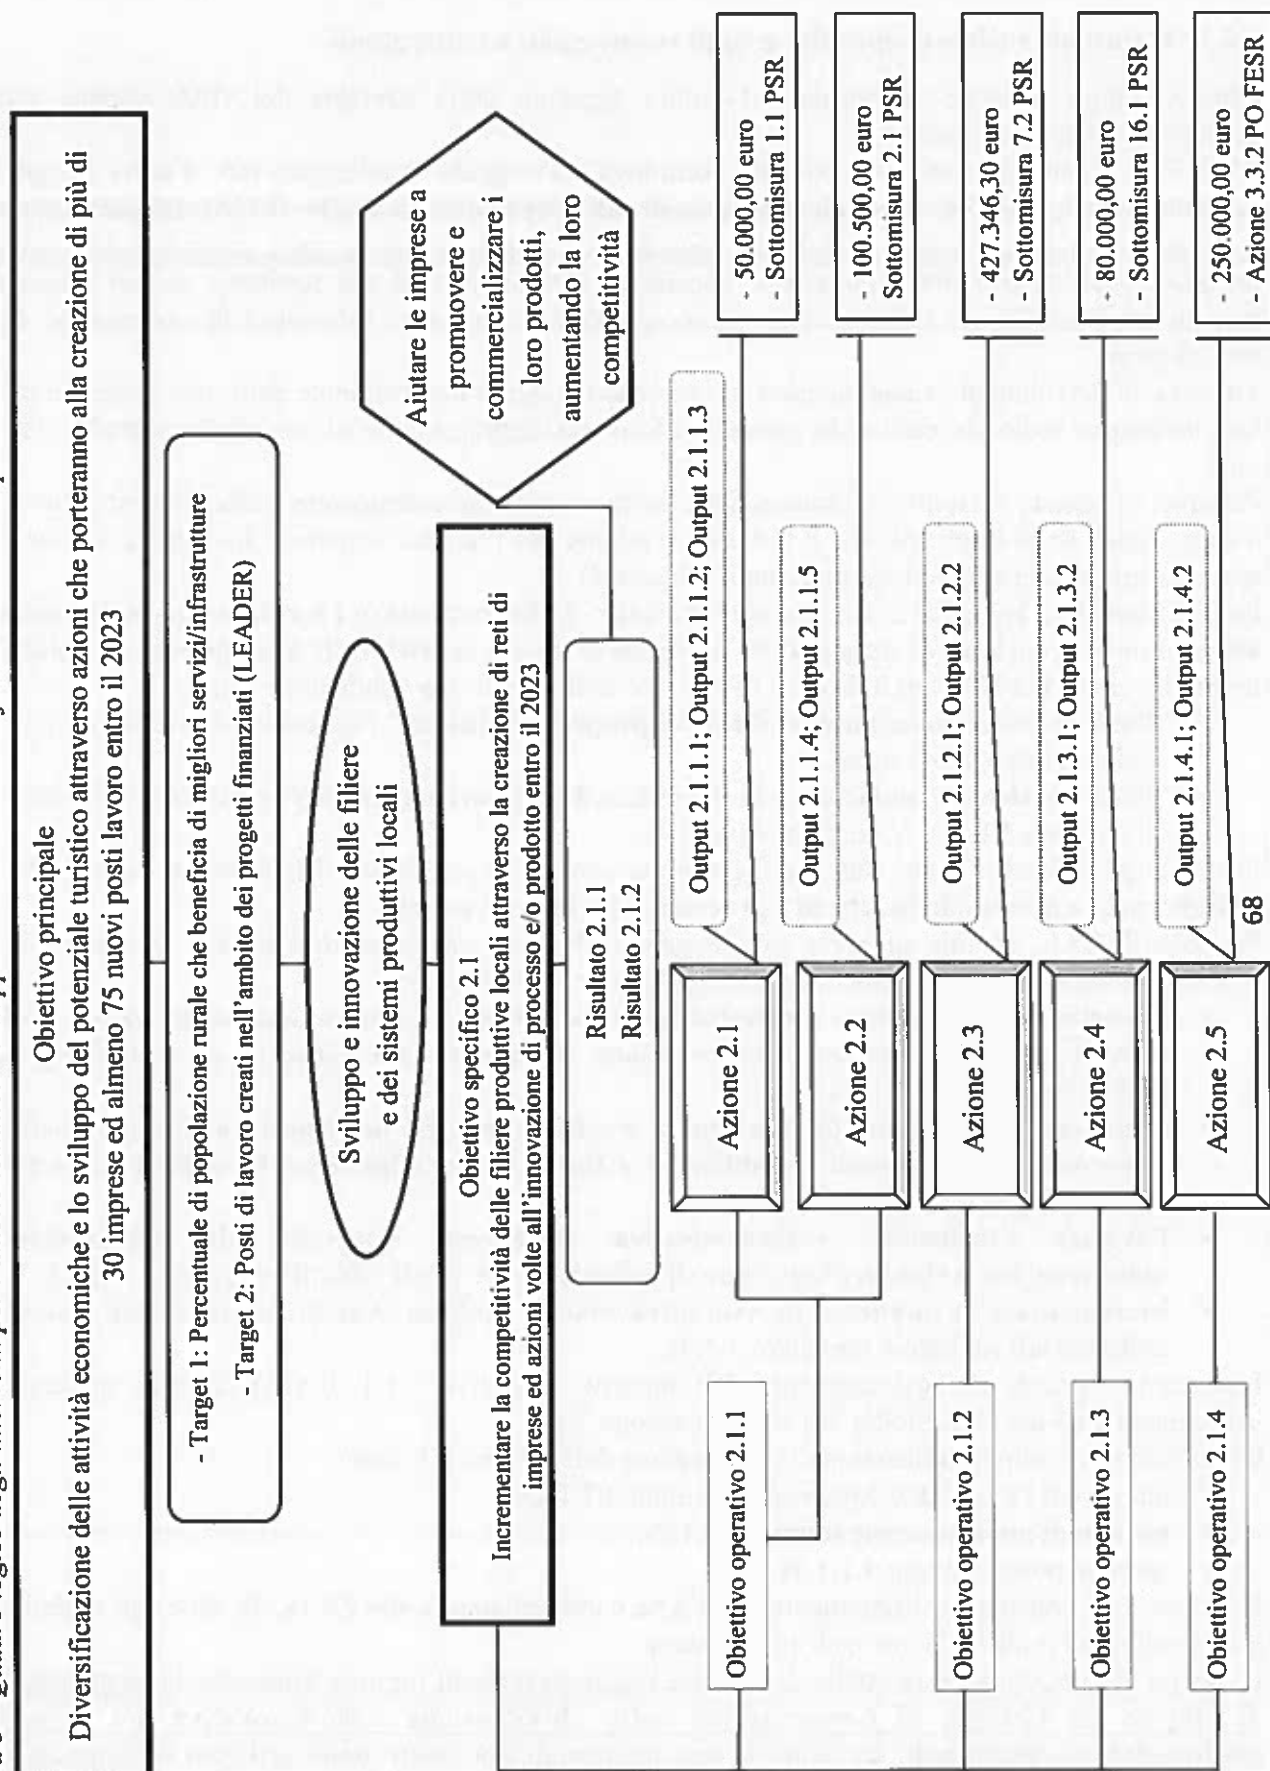 Obiettivo principale
Diversificazione delle attività economiche e lo sviluppo del potenziale turistico attraverso azioni che porteranno alla creazione di più di
30 imprese ed almeno 75 nuovi posti lavoro entro il 2023
- Target 1: Percentuale di popolazione rurale che beneficia di migliori servizi/infrastrutture
- Target 2: Posti di lavoro creati nell'ambito dei progetti finanziati (LEADER)
Sviluppo e innovazione delle filiere
e dei sistemi produttivi locali
Obiettivo specifico 2.1
Incrementare la competitività delle filiere produttive locali attraverso la creazione di reti di
imprese ed azioni volte all'innovazione di processo e/o prodotto entro il 2023
Aiutare le imprese a
promuovere e
commercializzare i
loro prodotti,
aumentando la loro
competitività
Risultato 2.1.1
Risultato 2.1.2
Obiettivo operativo 2.1.1
Azione 2.1
Output 2.1.1.1; Output 2.1.1.2; Output 2.1.1.3
- 50.000,00 euro
- Sottomisura 1.1 PSR
Azione 2.2
Output 2.1.1.4; Output 2.1.15
- 100.500,00 euro
Sottomisura 2.1 PSR
Obiettivo operativo 2.1.2
Azione 2.3
Output 2.1.2.1; Output 2.1.2.2
- 427.346,30 euro
- Sottomisura 7.2 PSR
Obiettivo operativo 2.1.3
Azione 2.4
Output 2.1.3.1; Output 2.1.3.2
- 80.000,00 euro
- Sottomisura 16.1 PSR
Obiettivo operativo 2.1.4
Azione 2.5
Output 2.1.4.1; Output 2.1.4.2
- 250.000,00 euro
- Azione 3.3.2 PO FESR
68